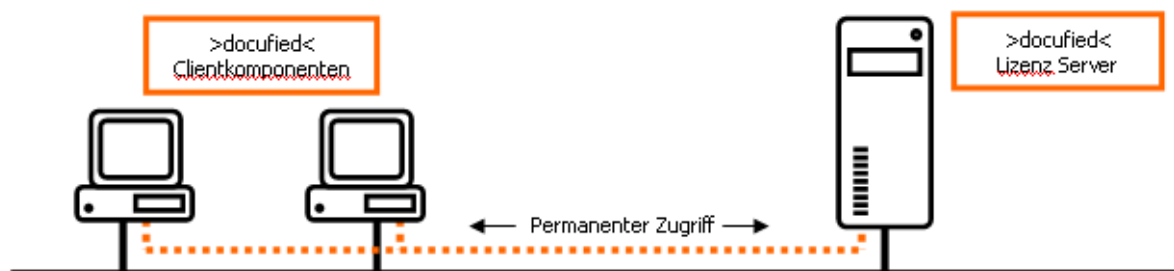 >docufied<
Clientkomponenten
>docufied<
Lizenz Server
Permanenter Zugriff